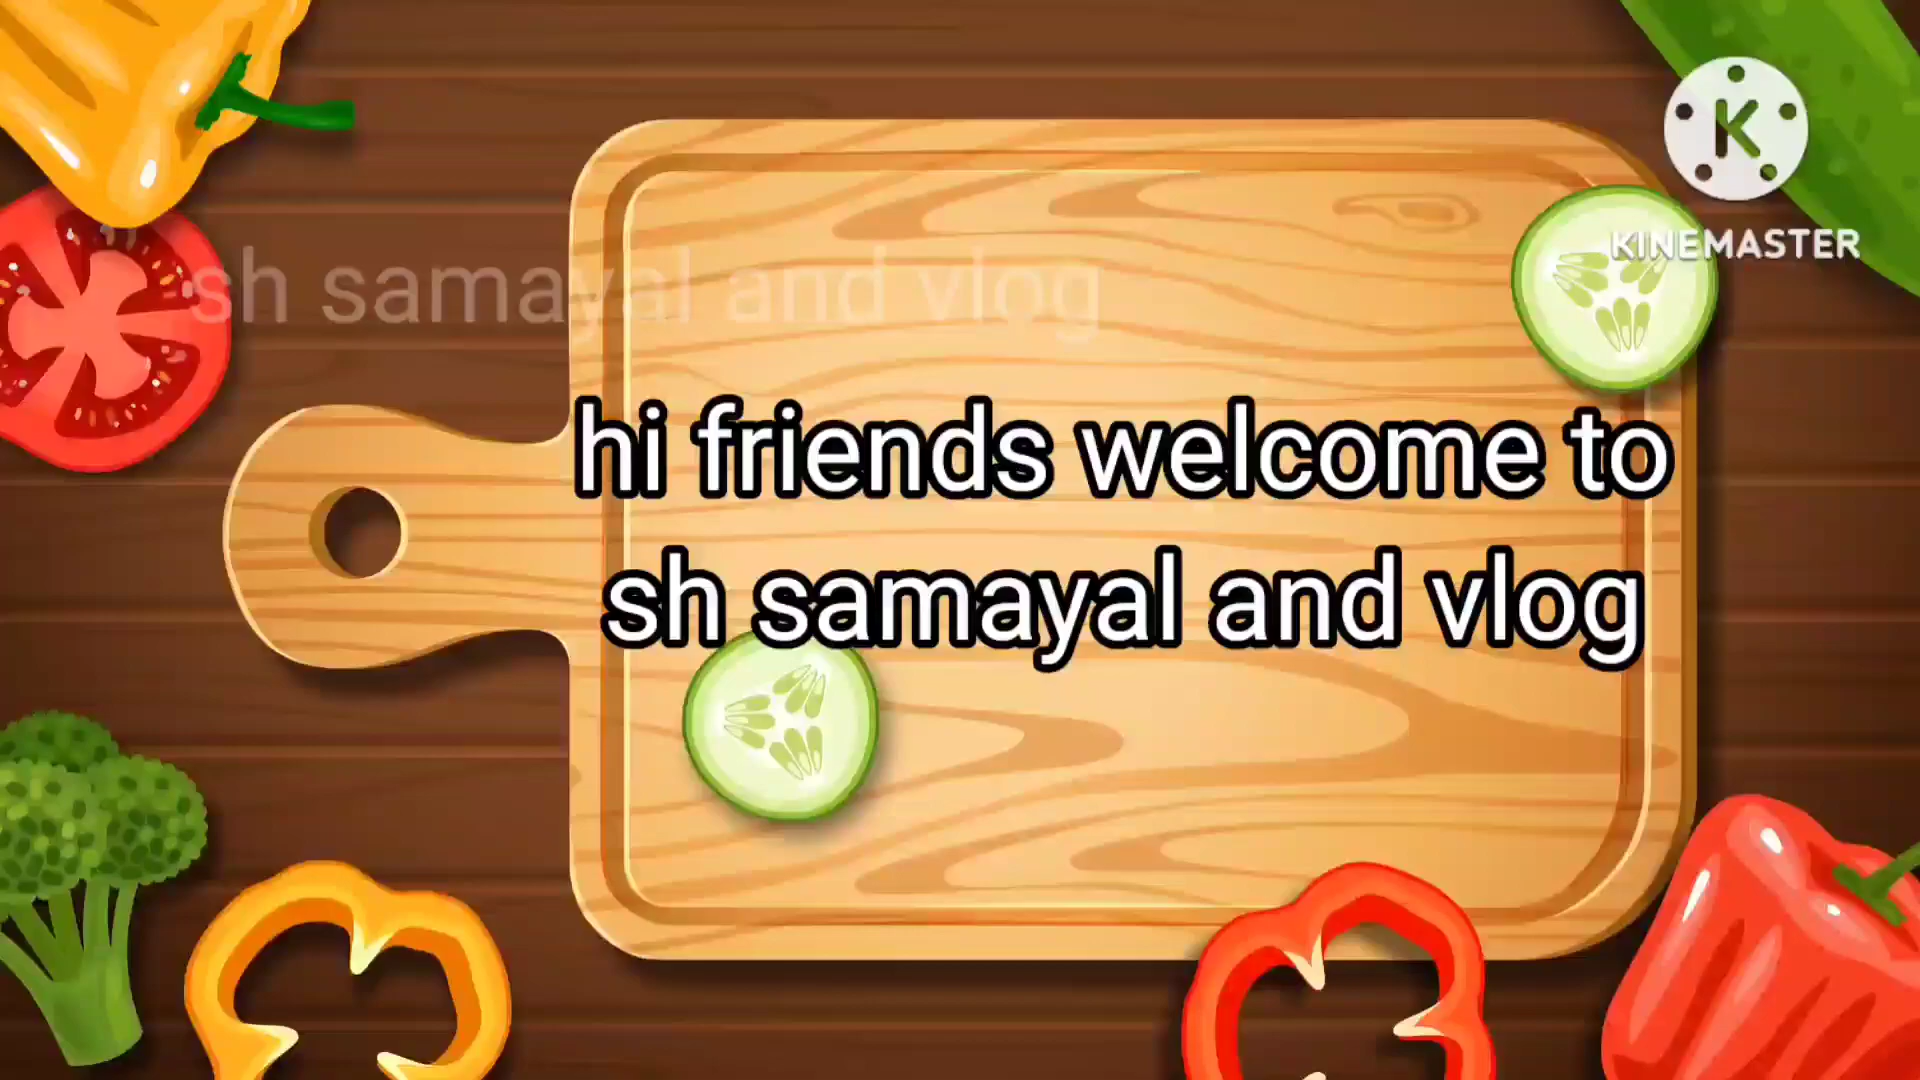 K
KINEMASTER
sh samayal and vlog
hi friends welcome to
sh samayal and vlog